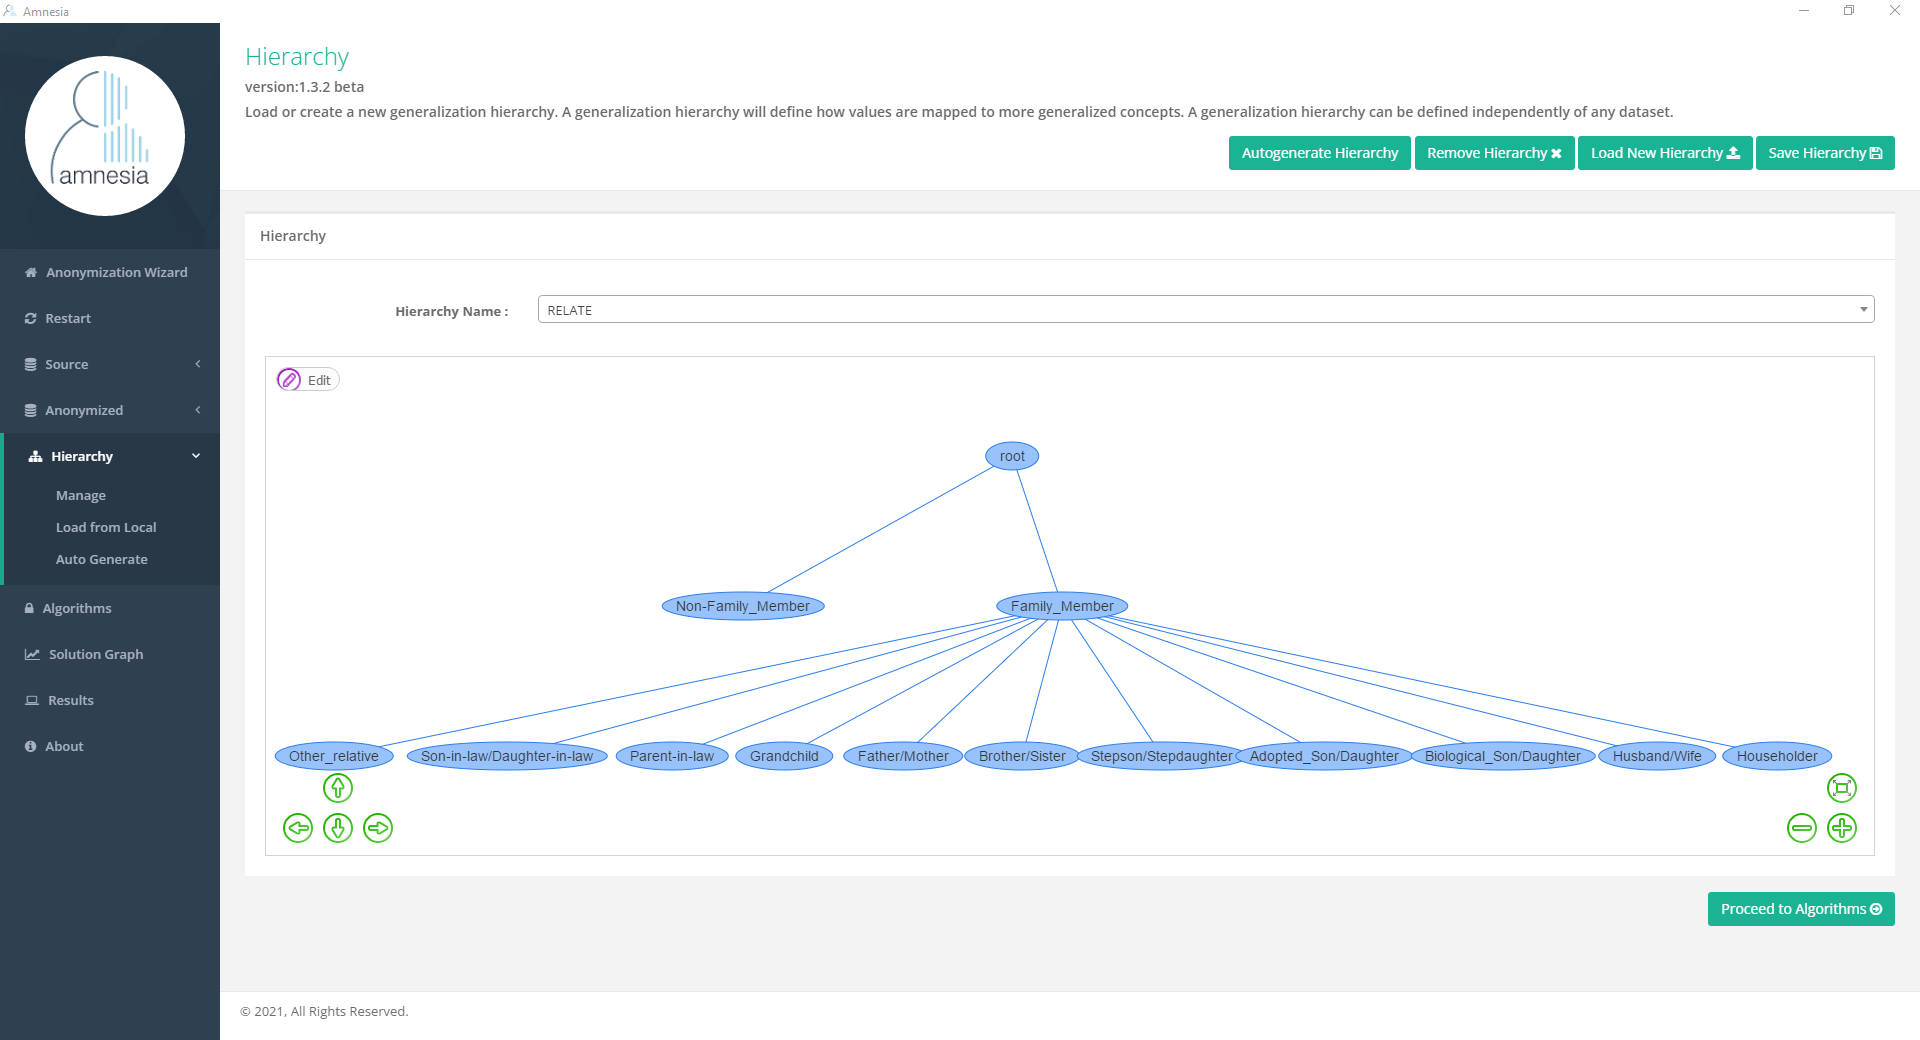 Amnesia
amnesia
Anonymization Wizard
Restart
Source
Anonymized
Hierarchy
Manage
Load from Local
Auto Generate
Algorithms
Solution Graph
Results
About
Hierarchy
version:1.3.2 beta
Load or create a new generalization hierarchy. A generalization hierarchy will define how values are mapped to more generalized concepts. A generalization hierarchy can be defined independently of any dataset.
Autogenerate Hierarchy Remove Hierarchy Load New Hierarchy Save Hierarchy
Hierarchy
Hierarchy Name : RELATE
Edit
root
Non-Family_Member Family_Member
Other_relative Son-in-law/Daughter-in-law Parent-in-law Grandchild Father/Mother Brother/Sister Stepson/Stepdaughter Adopted_Son/Daughter Biological_Son/Daughter Husband/Wife Householder
Proceed to Algorithms
© 2021, All Rights Reserved.